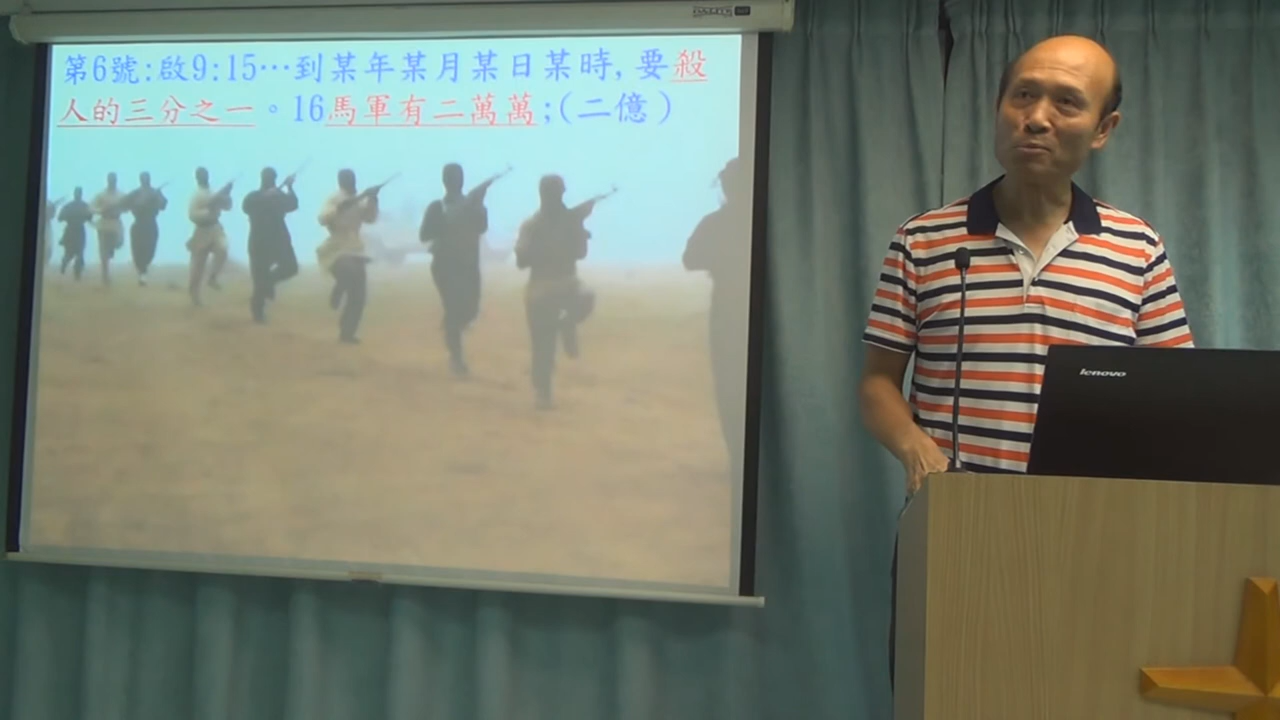 第6號:啟9:15…到某年某月某日某時,要殺
人的三分之一。16馬軍有二萬萬;(二億)
lenovo